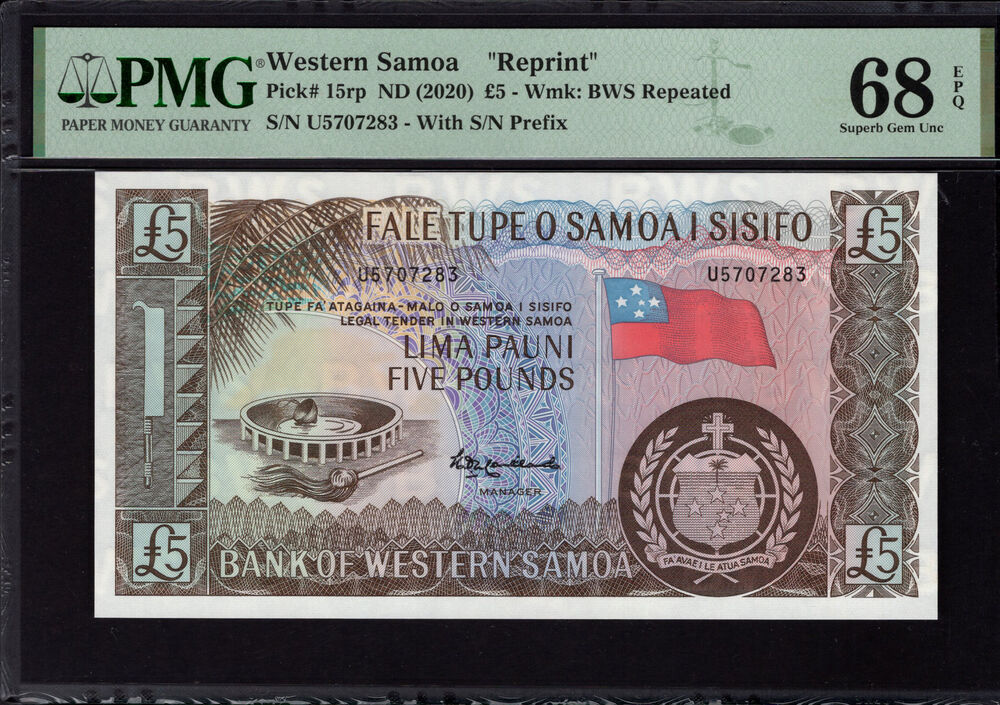 PMG®
PAPER MONEY GUARANTY
Western Samoa "Reprint"
Pick# 15rp ND (2020) £5 - Wmk: BWS Repeated
S/N U5707283 - With S/N Prefix
68
EPQ
Superb Gem Unc
£5
£5
FALE TUPE O SAMOA I SISIFO
U5707283
U5707283
TUPE FA'ATAGAINA - MALO O SAMOA I SISIFO
LEGAL TENDER IN WESTERN SAMOA
LIMA PAUNI
FIVE POUNDS
MANAGER
£5
BANK OF WESTERN SAMOA
FA'AVAE I LE ATUA SAMOA
£5